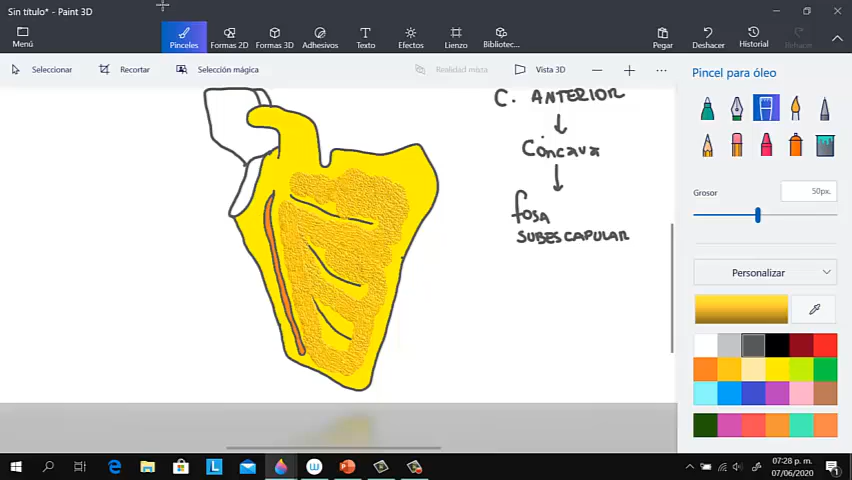 Sin título* - Paint 3D
Menú
Pinceles
Formas 2D
Formas 3D
Adhesivos
Texto
Efectos
Lienzo
Bibliotec...
Pegar
Deshacer
Historial
Rehacer
Seleccionar
Recortar
Selección mágica
Realidad mixta
Vista 3D
Pincel para óleo
C. ANTERIOR
Cóncava
fosa
SUBESCAPULAR
Grosor
50px.
Personalizar
07:28 p. m.
07/06/2020